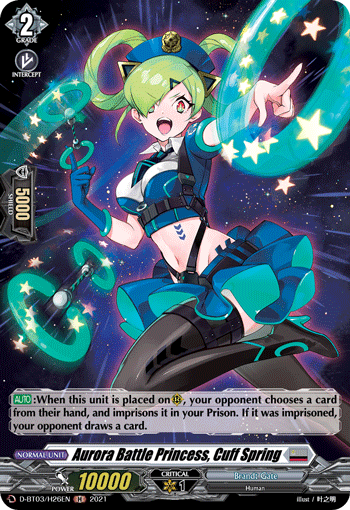 2
GRADE
INTERCEPT
5000
SHIELD
AUTO:When this unit is placed on Ⓡ, your opponent chooses a card
from their hand, and imprisons it in your Prison. If it was imprisoned,
your opponent draws a card.
NORMAL UNIT
Aurora Battle Princess, Cuff Spring
Brandt Gate
Human
POWER
10000
CRITICAL
1
D-BT03/H26EN H 2021
illust / 叶之明